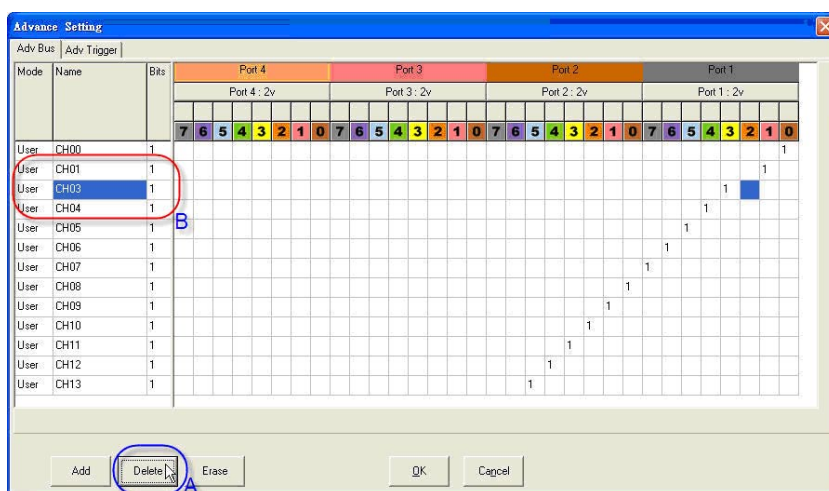 Advance Setting
Adv Bus Adv Trigger
Mode Name Bits Port 4 Port 3 Port 2 Port 1
Port 4 : 2v Port 3 : 2v Port 2 : 2v Port 1 : 2v
7 6 5 4 3 2 1 0 7 6 5 4 3 2 1 0 7 6 5 4 3 2 1 0 7 6 5 4 3 2 1 0
User CH00 1 1
User CH01 1 1
User CH03 1 1
User CH04 1 1
B
User CH05 1 1
User CH06 1 1
User CH07 1 1
User CH08 1 1
User CH09 1 1
User CH10 1 1
User CH11 1 1
User CH12 1 1
User CH13 1 1
Add Delete Erase OK Cancel
A